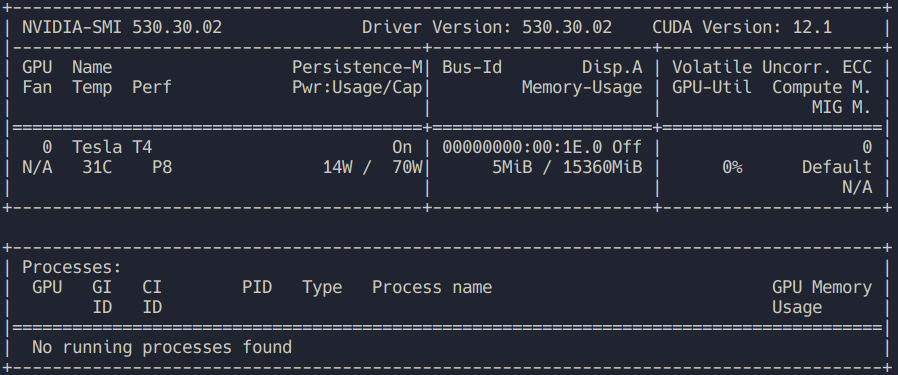 +---------------------------------------------------------------------------------------+
| NVIDIA-SMI 530.30.02              Driver Version: 530.30.02    CUDA Version: 12.1     |
|-----------------------------------------+----------------------+----------------------+
| GPU  Name                  Persistence-M| Bus-Id        Disp.A | Volatile Uncorr. ECC |
| Fan  Temp  Perf            Pwr:Usage/Cap|         Memory-Usage | GPU-Util  Compute M. |
|                                         |                      |               MIG M. |
|=========================================+======================+======================|
|   0  Tesla T4                        On | 00000000:00:1E.0 Off |                    0 |
| N/A   31C    P8               14W /  70W|      5MiB / 15360MiB |      0%      Default |
|                                         |                      |                  N/A |
+-----------------------------------------+----------------------+----------------------+

+---------------------------------------------------------------------------------------+
| Processes:                                                                            |
|  GPU   GI   CI        PID   Type   Process name                            GPU Memory |
|        ID   ID                                                             Usage      |
|=======================================================================================|
|  No running processes found                                                           |
+---------------------------------------------------------------------------------------+